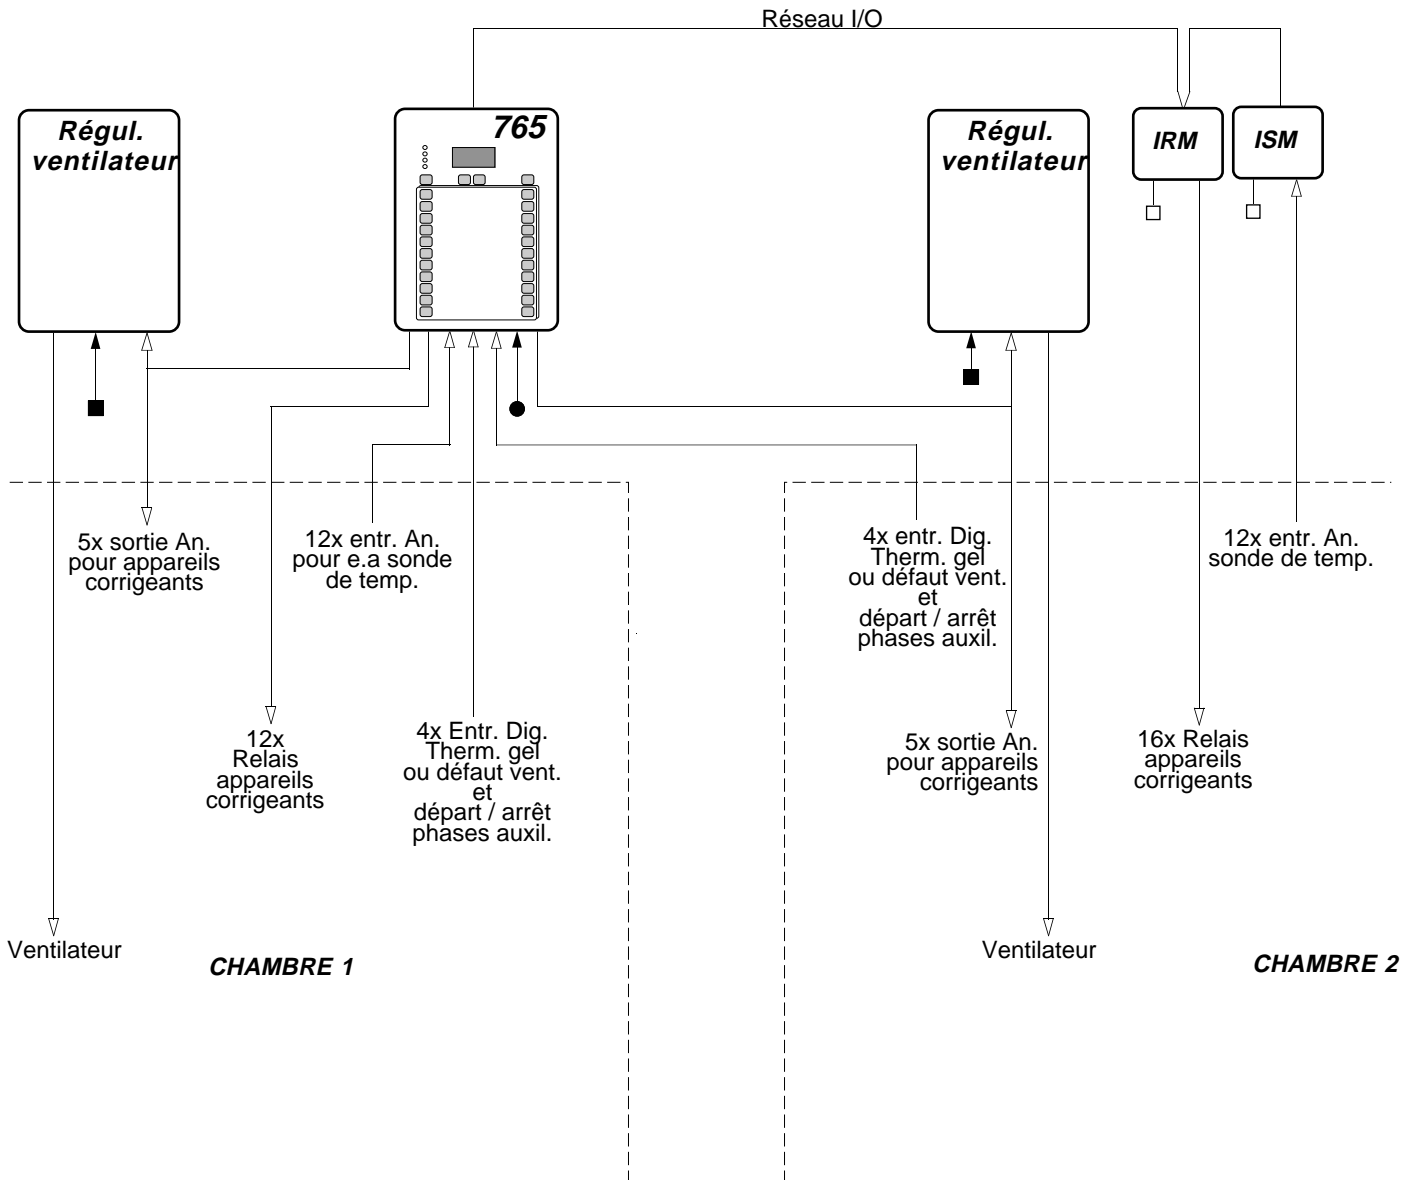 Réseau I/O
Régul.
ventilateur
765
Régul.
ventilateur
IRM
ISM
5x sortie An.
pour appareils
corrigeants
12x entr. An.
pour e.a sonde
de temp.
4x entr. Dig.
Therm. gel
ou défaut vent.
et
départ / arrêt
phases auxil.
12x entr. An.
sonde de temp.
12x
Relais
appareils
corrigeants
4x Entr. Dig.
Therm. gel
ou défaut vent.
et
départ / arrêt
phases auxil.
5x sortie An.
pour appareils
corrigeants
16x Relais
appareils
corrigeants
Ventilateur
CHAMBRE 1
Ventilateur
CHAMBRE 2